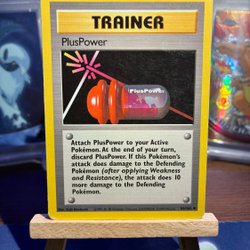 TRAINER
PlusPower
PlusPower
Attach PlusPower to your Active
Pokémon. At the end of your turn,
discard PlusPower. If this Pokémon's
attack does damage to the Defending
Pokémon (after applying Weakness
and Resistance), the attack does 10
more damage to the Defending
Pokémon.